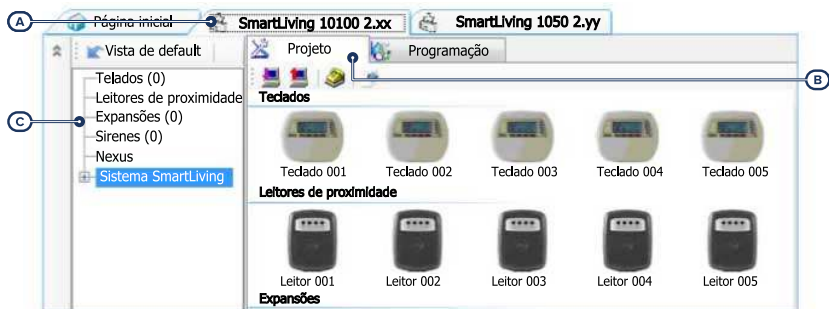 A
Página inicial
SmartLiving 10100 2.xx
SmartLiving 1050 2.yy
Vista de default
Projeto
Programação
B
Telados (0)
Leitores de proximidade
C
Expansões (0)
Sirenes (0)
Nexus
Sistema SmartLiving
Teclados
Teclado 001 Teclado 002 Teclado 003 Teclado 004 Teclado 005
Leitores de proximidade
Leitor 001 Leitor 002 Leitor 003 Leitor 004 Leitor 005
Expansões